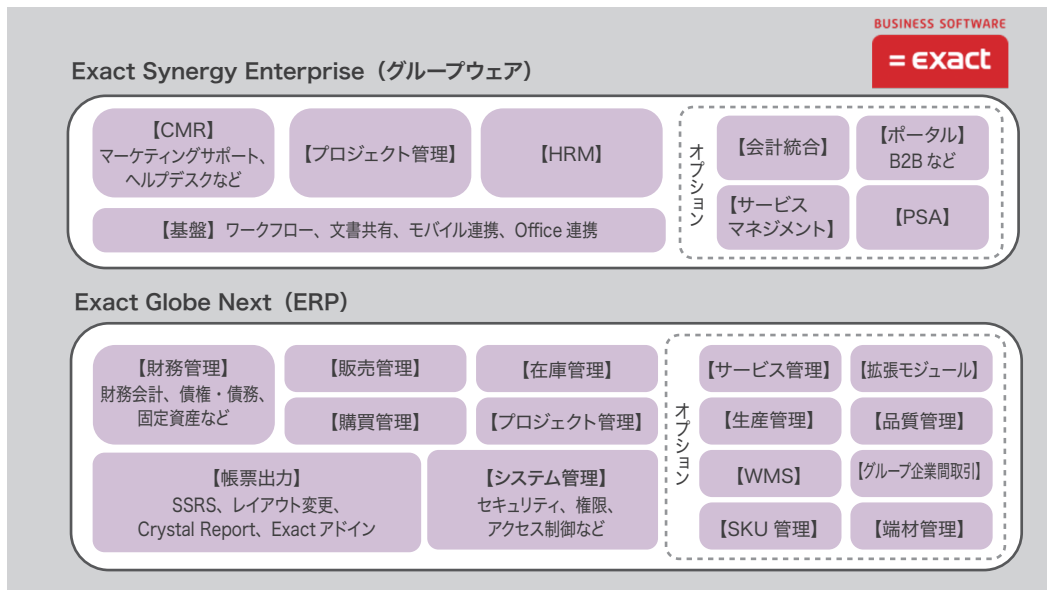 BUSINESS SOFTWARE
= exact
Exact Synergy Enterprise（グループウェア）
【CMR】
マーケティングサポート、
ヘルプデスクなど
【プロジェクト管理】
【HRM】
【基盤】ワークフロー、文書共有、モバイル連携、Office 連携
オプション
【会計統合】
【ポータル】
B2B など
【サービス
マネジメント】
【PSA】
Exact Globe Next（ERP）
【財務管理】
財務会計、債権・債務、
固定資産など
【販売管理】
【在庫管理】
【購買管理】
【プロジェクト管理】
【帳票出力】
SSRS、レイアウト変更、
Crystal Report、Exact アドイン
【システム管理】
セキュリティ、権限、
アクセス制御など
オプション
【サービス管理】
【拡張モジュール】
【生産管理】
【品質管理】
【WMS】
【グループ企業間取引】
【SKU 管理】
【端材管理】